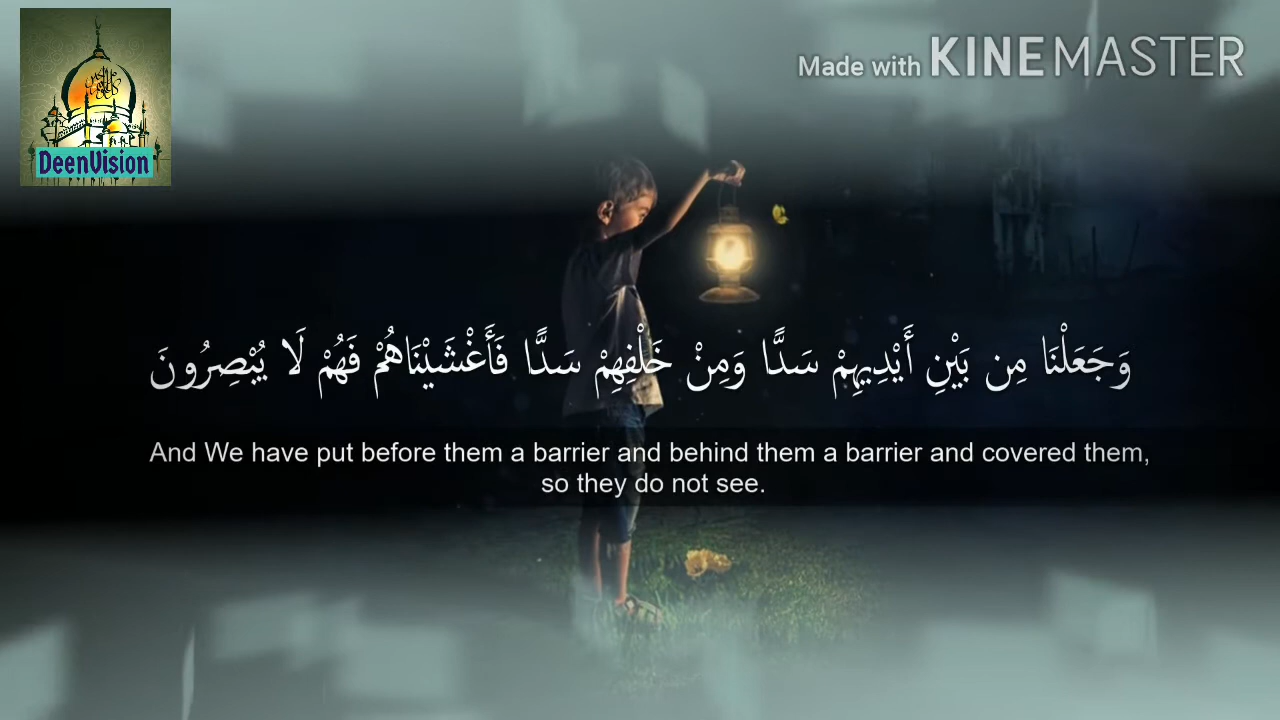 Made with KINEMASTER
DeenVision
وَجَعَلْنَا مِن بَيْنِ أَيْدِيهِمْ سَدًّا وَمِنْ خَلْفِهِمْ سَدًّا فَأَغْشَيْنَاهُمْ فَهُمْ لَا يُبْصِرُونَ
And We have put before them a barrier and behind them a barrier and covered them,
so they do not see.